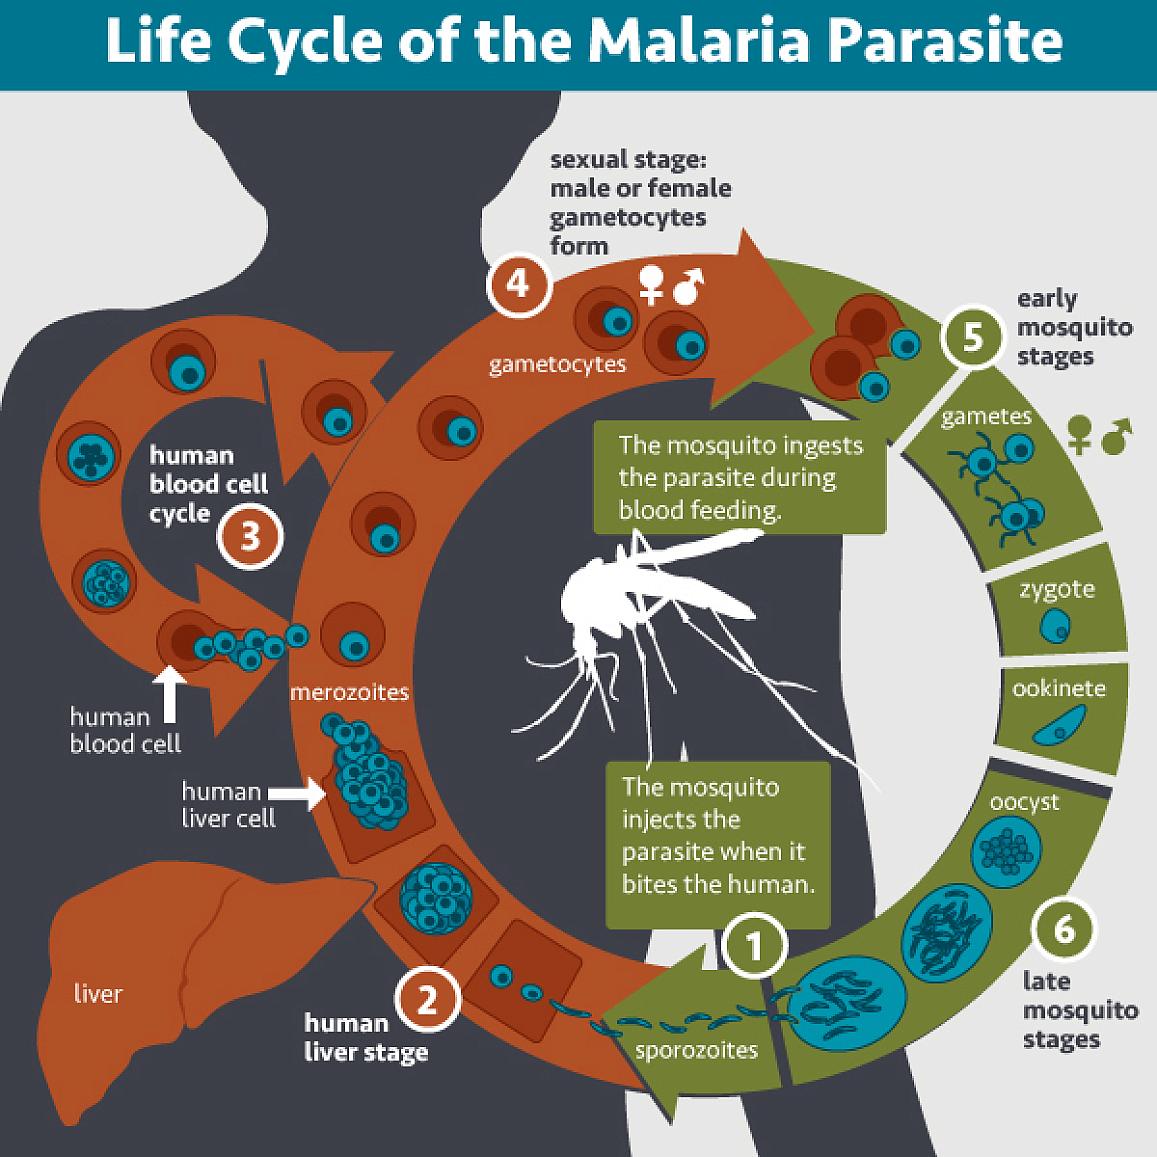 Life Cycle of the Malaria Parasite
sexual stage:
male or female
gametocytes
form
4
gametocytes
early
mosquito
stages
5
gametes
The mosquito ingests
the parasite during
blood feeding.
human
blood cell
cycle
3
zygote
ookinete
merozoites
human
blood cell
human
liver cell
The mosquito
injects the
parasite when it
bites the human.
oocyst
1
6
late
mosquito
stages
liver
2
human
liver stage
sporozoites